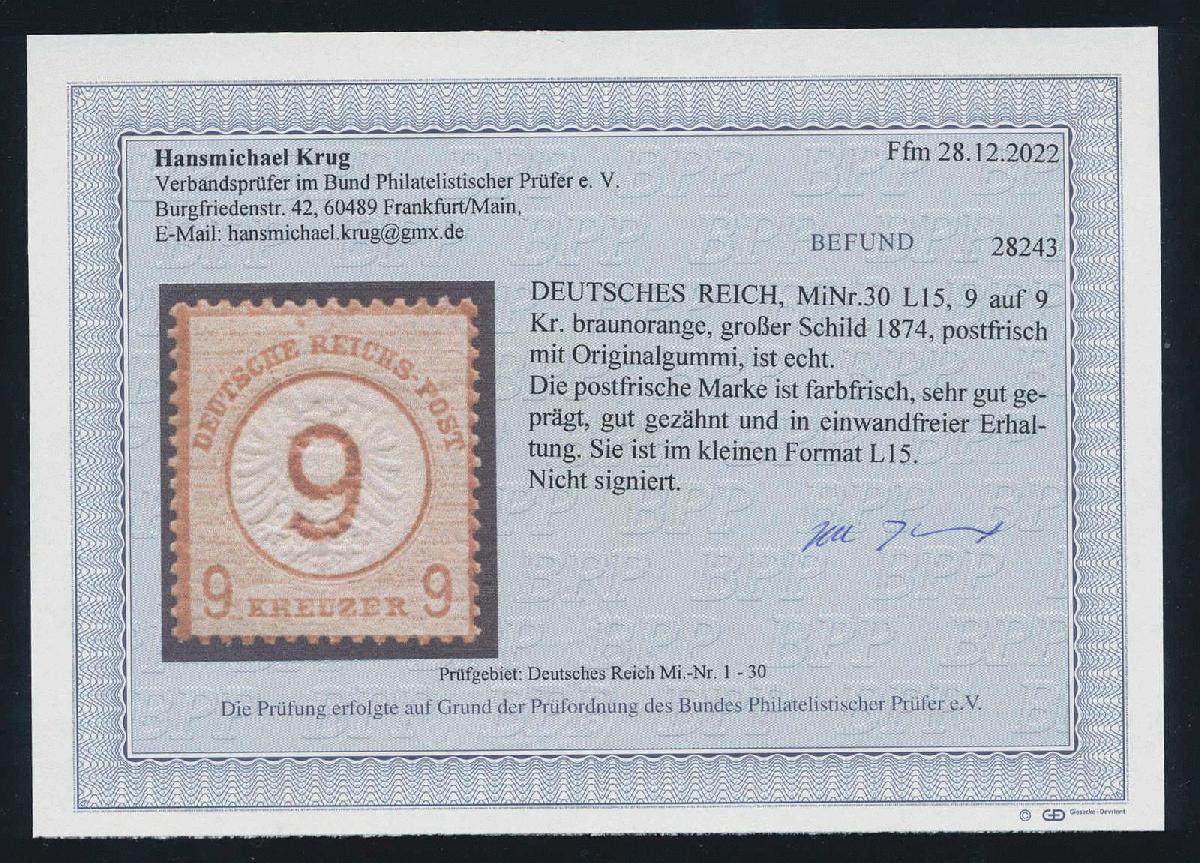 Hansmichael Krug
Verbandsprüfer im Bund Philatelistischer Prüfer e. V.
Burgfriedenstr. 42, 60489 Frankfurt/Main,
E-Mail: hansmichael.krug@gmx.de
Ffm 28.12.2022
BEFUND 28243
DEUTSCHES REICH, MiNr.30 L15, 9 auf 9
Kr. braunorange, großer Schild 1874, postfrisch
mit Originalgummi, ist echt.
Die postfrische Marke ist farbfrisch, sehr gut ge-
prägt, gut gezähnt und in einwandfreier Erhal-
tung. Sie ist im kleinen Format L15.
Nicht signiert.
DEUTSCHE REICHS-POST
9
9 KREUZER 9
Prüfgebiet: Deutsches Reich Mi.-Nr. 1 - 30
Die Prüfung erfolgte auf Grund der Prüfordnung des Bundes Philatelistischer Prüfer e.V.
© GD Giesecke - Devrient